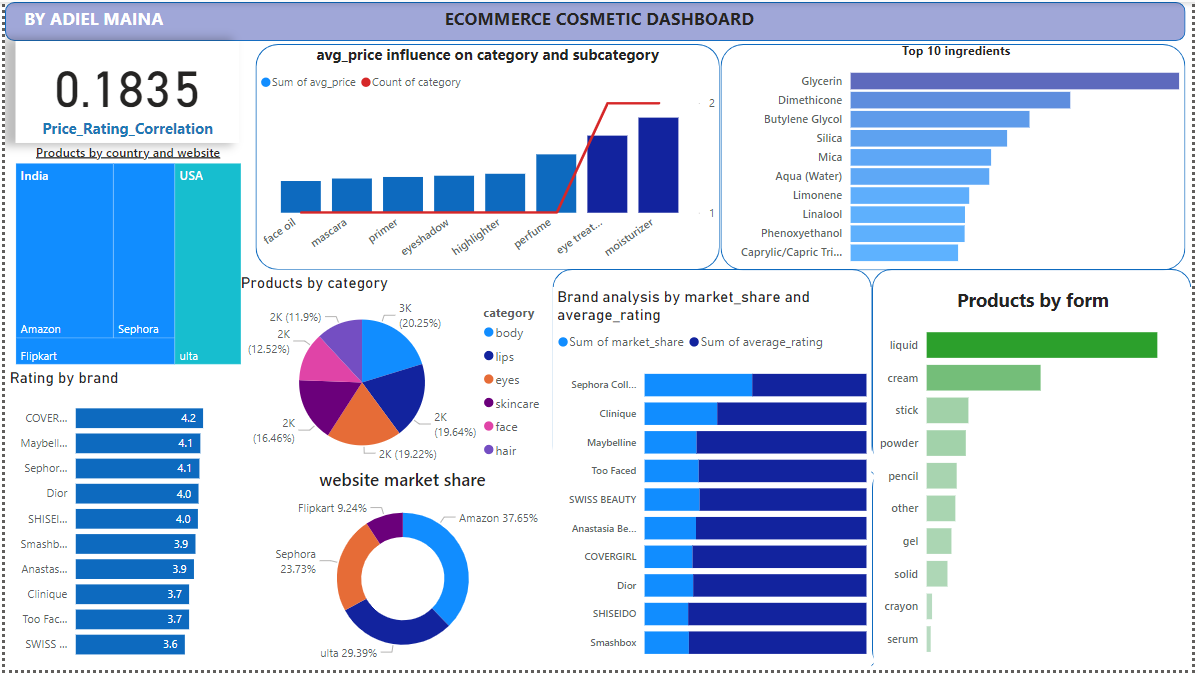 BY ADIEL MAINA
ECOMMERCE COSMETIC DASHBOARD
0.1835
Price_Rating_Correlation
avg_price influence on category and subcategory
Sum of avg_price
Count of category
2
1
face oil
mascara
primer
eyeshadow
highlighter
perfume
eye treat...
moisturizer
Top 10 ingredients
Glycerin
Dimethicone
Butylene Glycol
Silica
Mica
Aqua (Water)
Limonene
Linalool
Phenoxyethanol
Caprylic/Capric Tri...
Products by country and website
India
USA
Amazon
Sephora
Flipkart
ulta
Products by category
3K
(20.25%)
2K
(19.64%)
2K (19.22%)
2K
(16.46%)
2K
(12.52%)
2K (11.9%)
category
body
lips
eyes
skincare
face
hair
Brand analysis by market_share and
average_rating
Sum of market_share
Sum of average_rating
Sephora Coll...
Clinique
Maybelline
Too Faced
SWISS BEAUTY
Anastasia Be...
COVERGIRL
Dior
SHISEIDO
Smashbox
Products by form
liquid
cream
stick
powder
pencil
other
gel
solid
crayon
serum
Rating by brand
COVER... 4.2
Maybell... 4.1
Sephor... 4.1
Dior 4.0
SHISEI... 4.0
Smashb... 3.9
Anastas... 3.9
Clinique 3.7
Too Fac... 3.7
SWISS ... 3.6
website market share
Flipkart 9.24%
Amazon 37.65%
Sephora
23.73%
ulta 29.39%